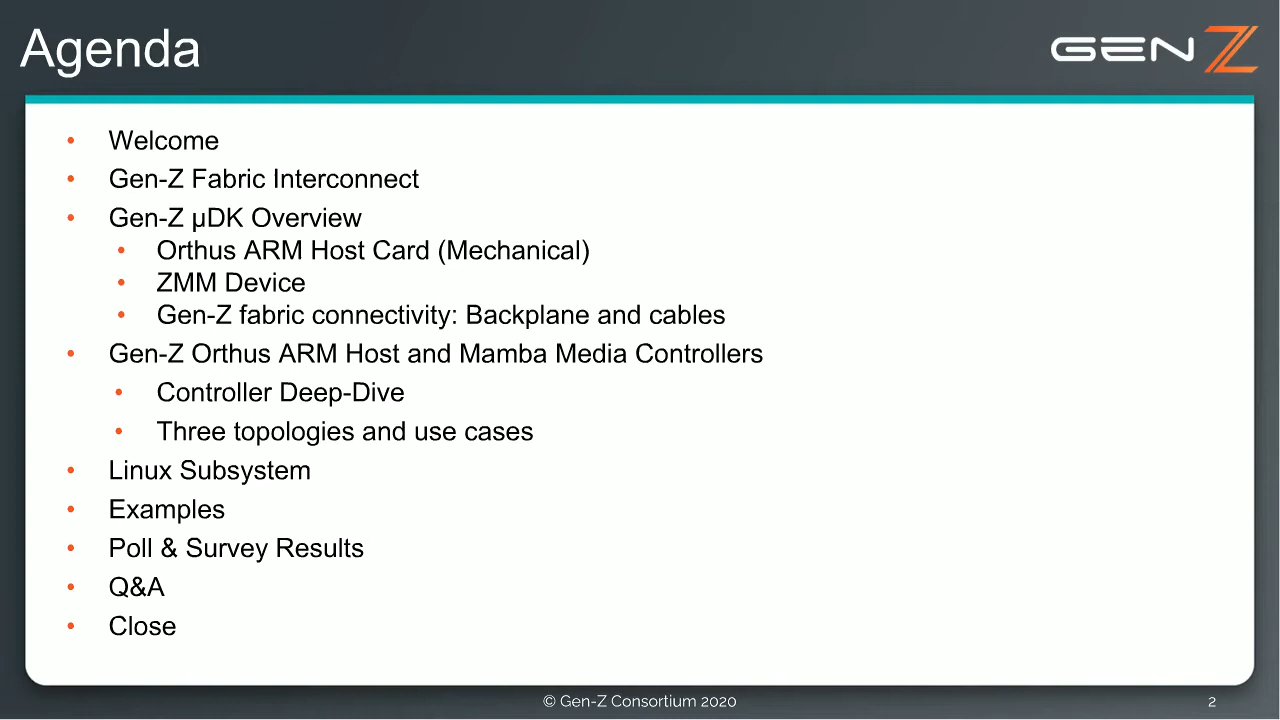 Agenda
GEN Z
• Welcome
• Gen-Z Fabric Interconnect
• Gen-Z µDK Overview
• Orthus ARM Host Card (Mechanical)
• ZMM Device
• Gen-Z fabric connectivity: Backplane and cables
• Gen-Z Orthus ARM Host and Mamba Media Controllers
• Controller Deep-Dive
• Three topologies and use cases
• Linux Subsystem
• Examples
• Poll & Survey Results
• Q&A
• Close
© Gen-Z Consortium 2020
2